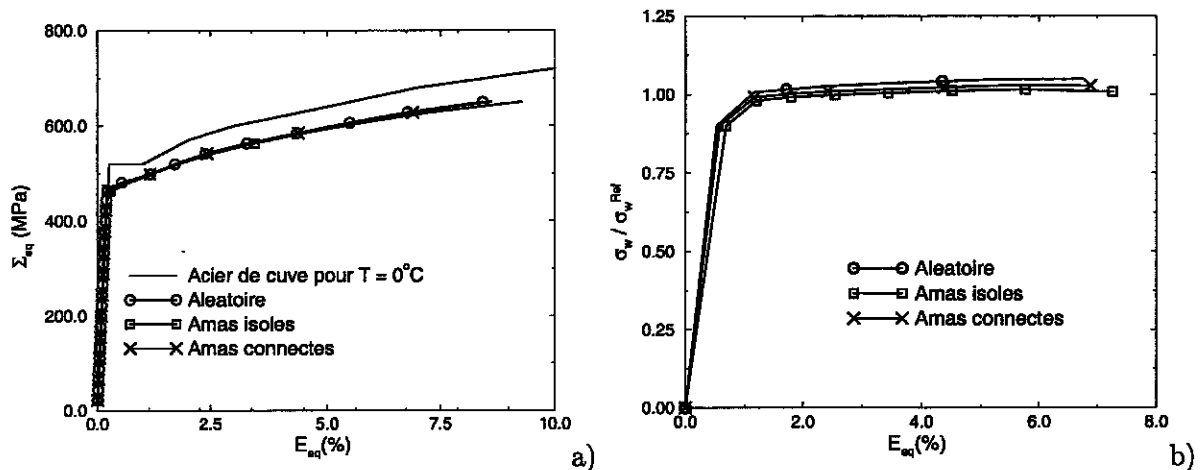 800.0
600.0
400.0
200.0
0.0
Σeq (MPa)
Acier de cuve pour T = 0°C
Aleatoire
Amas isoles
Amas connectes
0.0 2.5 5.0 7.5 10.0
Eeq(%)
a)
1.25
1.00
0.75
0.50
0.25
0.00
σw / σw^Ref
Aleatoire
Amas isoles
Amas connectes
0.0 2.0 4.0 6.0 8.0
Eeq(%)
b)